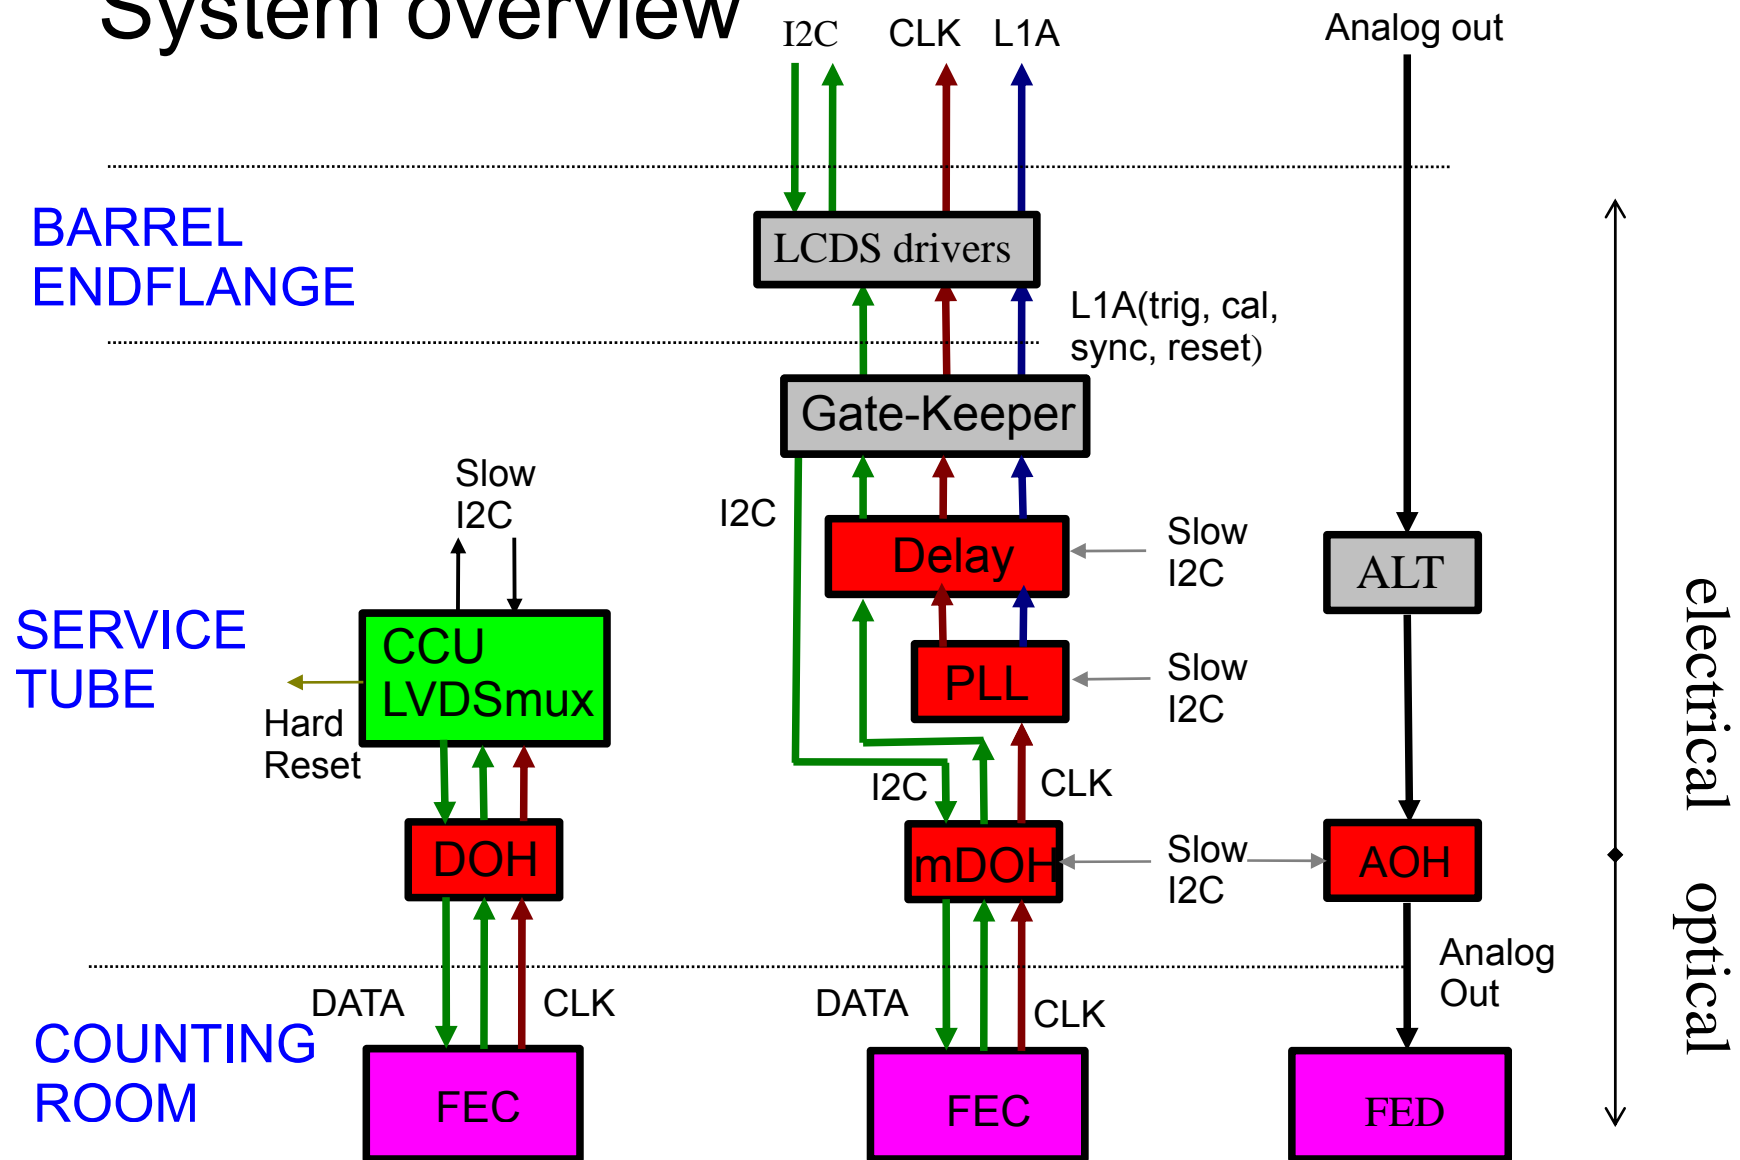 System overview
I2C
CLK
L1A
Analog out
BARREL
ENDFLANGE
LCDS drivers
L1A(trig, cal,
sync, reset)
Gate-Keeper
Slow
I2C
I2C
Delay
Slow
I2C
ALT
electrical
SERVICE
TUBE
CCU
LVDSmux
PLL
Slow
I2C
Hard
Reset
I2C
CLK
DOH
mDOH
Slow
I2C
AOH
optical
Analog
Out
DATA
CLK
DATA
CLK
COUNTING
ROOM
FEC
FEC
FED